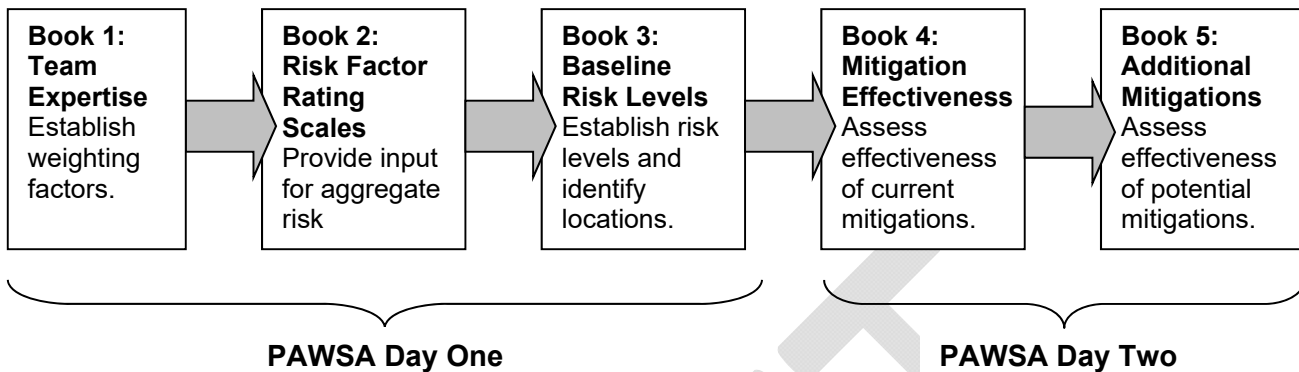 Book 1:
Team
Expertise
Establish
weighting
factors.
Book 2:
Risk Factor
Rating
Scales
Provide input
for aggregate
risk
Book 3:
Baseline
Risk Levels
Establish risk
levels and
identify
locations.
Book 4:
Mitigation
Effectiveness
Assess
effectiveness
of current
mitigations.
Book 5:
Additional
Mitigations
Assess
effectiveness
of potential
mitigations.
PAWSA Day One
PAWSA Day Two